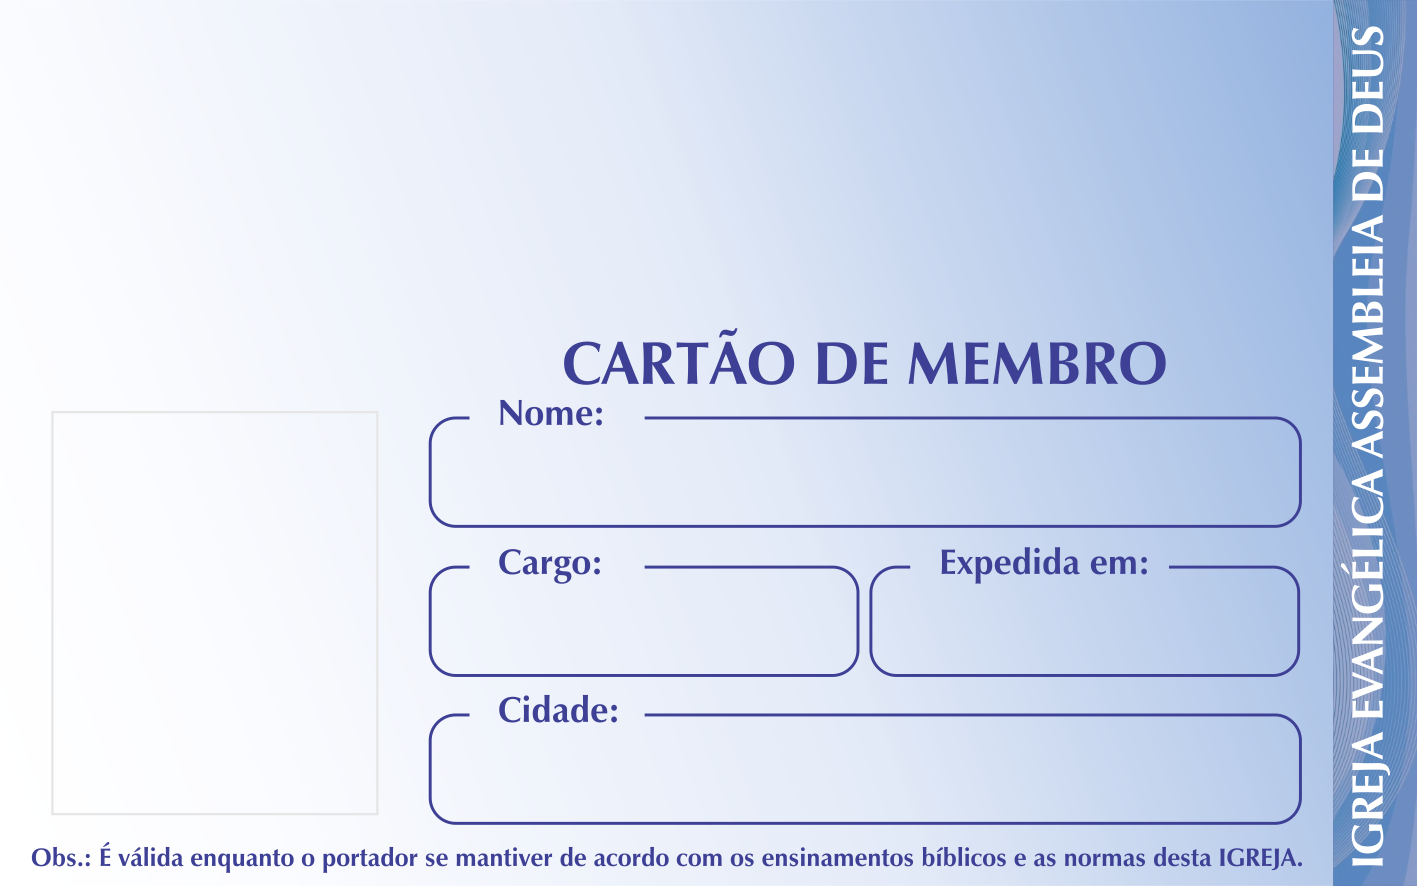 CARTÃO DE MEMBRO
Nome:
Cargo:
Expedida em:
Cidade:
Obs.: É válida enquanto o portador se mantiver de acordo com os ensinamentos bíblicos e as normas desta IGREJA.
IGREJA EVANGÉLICA ASSEMBLEIA DE DEUS